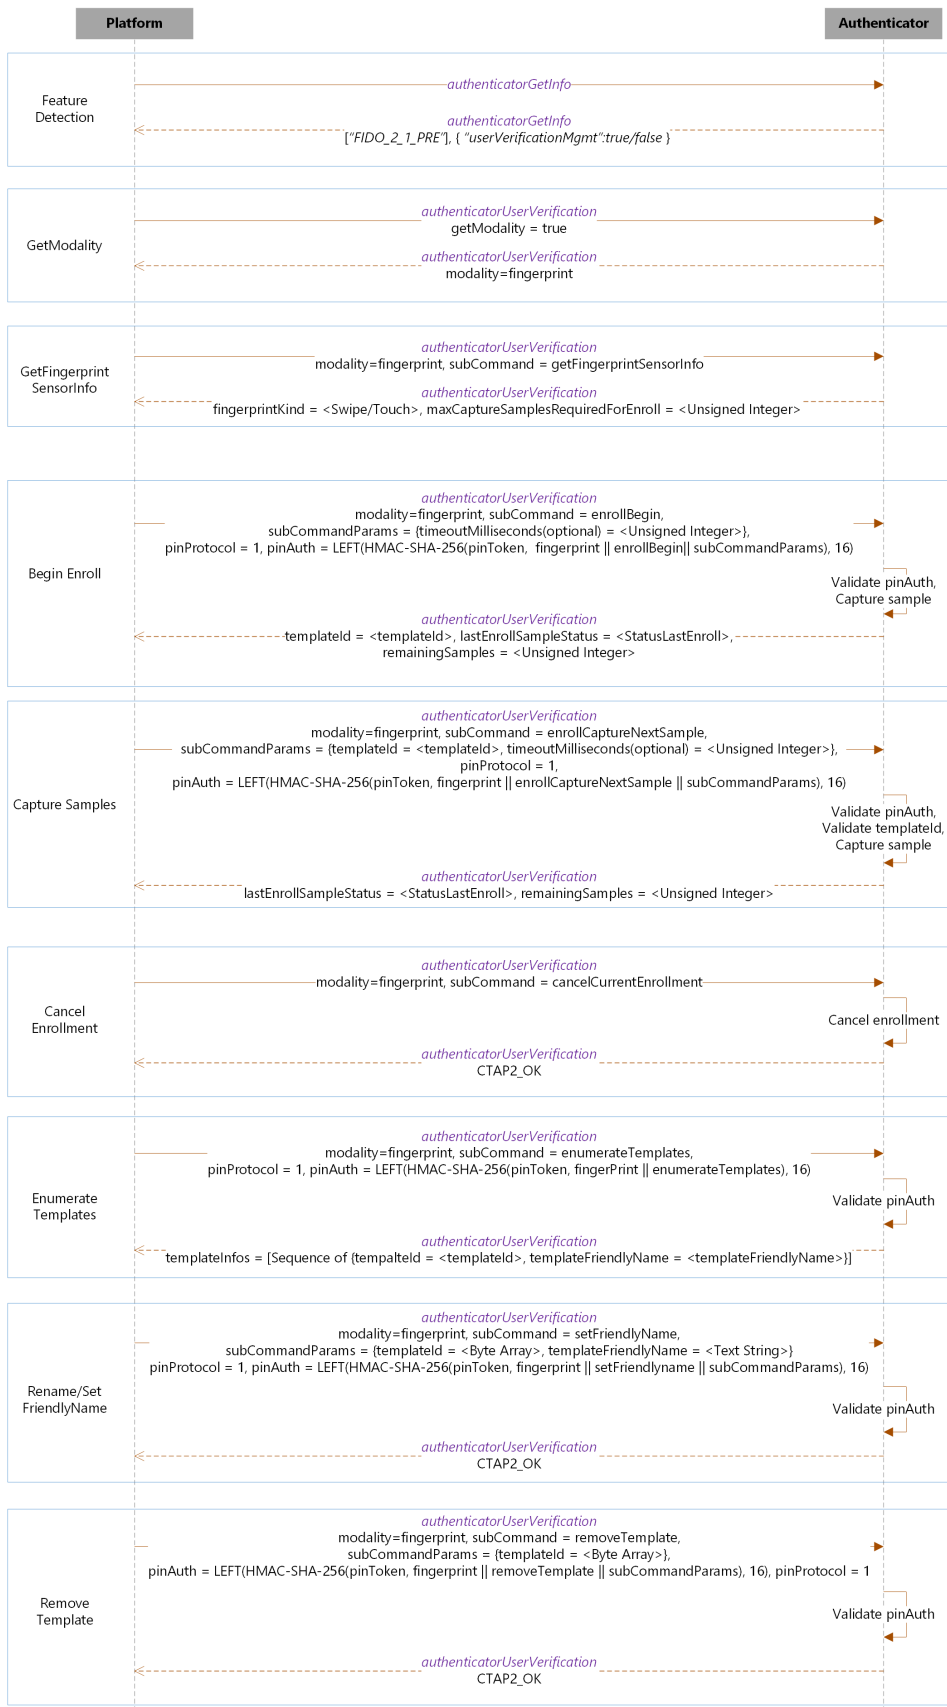 Platform
Authenticator
Feature
Detection
authenticatorGetInfo
authenticatorGetInfo
["FIDO_2_1_PRE"], { "userVerificationMgmt":true/false }
GetModality
authenticatorUserVerification
getModality = true
authenticatorUserVerification
modality=fingerprint
GetFingerprint
SensorInfo
authenticatorUserVerification
modality=fingerprint, subCommand = getFingerprintSensorInfo
authenticatorUserVerification
fingerprintKind = <Swipe/Touch>, maxCaptureSamplesRequiredForEnroll = <Unsigned Integer>
Begin Enroll
authenticatorUserVerification
modality=fingerprint, subCommand = enrollBegin,
subCommandParams = {timeoutMilliseconds(optional) = <Unsigned Integer>},
pinProtocol = 1, pinAuth = LEFT(HMAC-SHA-256(pinToken,  fingerprint || enrollBegin|| subCommandParams), 16)
Validate pinAuth,
Capture sample
authenticatorUserVerification
templateId = <templateId>, lastEnrollSampleStatus = <StatusLastEnroll>,
remainingSamples = <Unsigned Integer>
Capture Samples
authenticatorUserVerification
modality=fingerprint, subCommand = enrollCaptureNextSample,
subCommandParams = {templateId = <templateId>, timeoutMilliseconds(optional) = <Unsigned Integer>},
pinProtocol = 1,
pinAuth = LEFT(HMAC-SHA-256(pinToken, fingerprint || enrollCaptureNextSample || subCommandParams), 16)
Validate pinAuth,
Validate templateId,
Capture sample
authenticatorUserVerification
lastEnrollSampleStatus = <StatusLastEnroll>, remainingSamples = <Unsigned Integer>
Cancel
Enrollment
authenticatorUserVerification
modality=fingerprint, subCommand = cancelCurrentEnrollment
Cancel enrollment
authenticatorUserVerification
CTAP2_OK
Enumerate
Templates
authenticatorUserVerification
modality=fingerprint, subCommand = enumerateTemplates,
pinProtocol = 1, pinAuth = LEFT(HMAC-SHA-256(pinToken, fingerPrint || enumerateTemplates), 16)
Validate pinAuth
authenticatorUserVerification
templateInfos = [Sequence of {tempalteId = <templateId>, templateFriendlyName = <templateFriendlyName>}]
Rename/Set
FriendlyName
authenticatorUserVerification
modality=fingerprint, subCommand = setFriendlyName,
subCommandParams = {templateId = <Byte Array>, templateFriendlyName = <Text String>}
pinProtocol = 1, pinAuth = LEFT(HMAC-SHA-256(pinToken, fingerprint || setFriendlyname || subCommandParams), 16)
Validate pinAuth
authenticatorUserVerification
CTAP2_OK
Remove
Template
authenticatorUserVerification
modality=fingerprint, subCommand = removeTemplate,
subCommandParams = {templateId = <Byte Array>},
pinAuth = LEFT(HMAC-SHA-256(pinToken, fingerprint || removeTemplate || subCommandParams), 16), pinProtocol = 1
Validate pinAuth
authenticatorUserVerification
CTAP2_OK